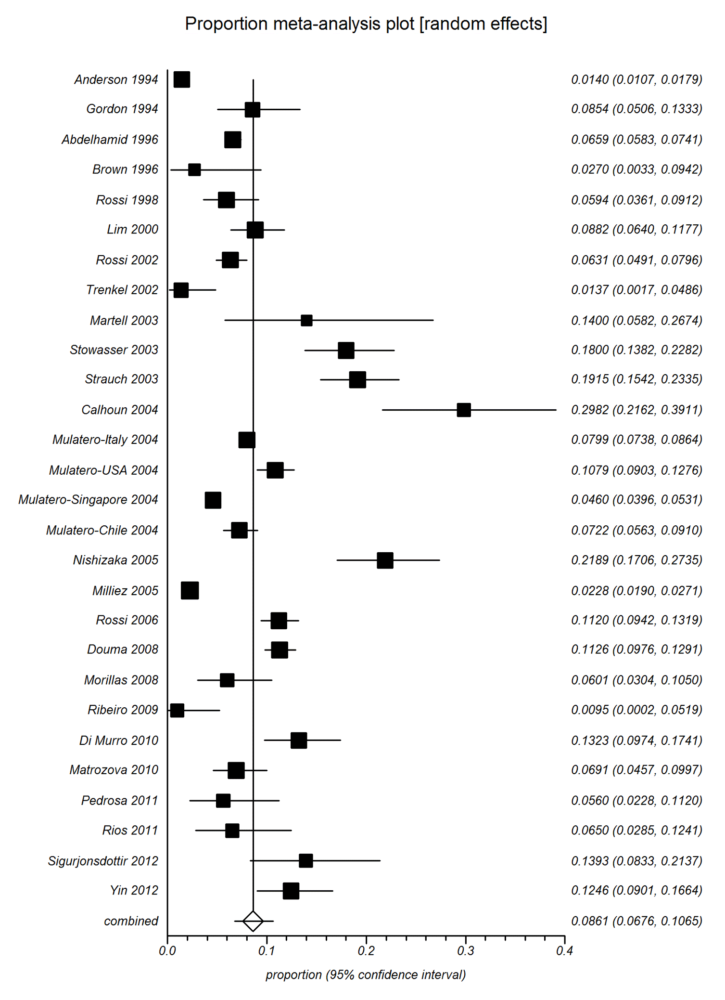 Proportion meta-analysis plot [random effects]
Anderson 1994 0.0140 (0.0107, 0.0179)
Gordon 1994 0.0854 (0.0506, 0.1333)
Abdelhamid 1996 0.0659 (0.0583, 0.0741)
Brown 1996 0.0270 (0.0033, 0.0942)
Rossi 1998 0.0594 (0.0361, 0.0912)
Lim 2000 0.0882 (0.0640, 0.1177)
Rossi 2002 0.0631 (0.0491, 0.0796)
Trenkel 2002 0.0137 (0.0017, 0.0486)
Martell 2003 0.1400 (0.0582, 0.2674)
Stowasser 2003 0.1800 (0.1382, 0.2282)
Strauch 2003 0.1915 (0.1542, 0.2335)
Calhoun 2004 0.2982 (0.2162, 0.3911)
Mulatero-Italy 2004 0.0799 (0.0738, 0.0864)
Mulatero-USA 2004 0.1079 (0.0903, 0.1276)
Mulatero-Singapore 2004 0.0460 (0.0396, 0.0531)
Mulatero-Chile 2004 0.0722 (0.0563, 0.0910)
Nishizaka 2005 0.2189 (0.1706, 0.2735)
Milliez 2005 0.0228 (0.0190, 0.0271)
Rossi 2006 0.1120 (0.0942, 0.1319)
Douma 2008 0.1126 (0.0976, 0.1291)
Morillas 2008 0.0601 (0.0304, 0.1050)
Ribeiro 2009 0.0095 (0.0002, 0.0519)
Di Murro 2010 0.1323 (0.0974, 0.1741)
Matrozova 2010 0.0691 (0.0457, 0.0997)
Pedrosa 2011 0.0560 (0.0228, 0.1120)
Rios 2011 0.0650 (0.0285, 0.1241)
Sigurjonsdottir 2012 0.1393 (0.0833, 0.2137)
Yin 2012 0.1246 (0.0901, 0.1664)
combined 0.0861 (0.0676, 0.1065)
0.0 0.1 0.2 0.3 0.4
proportion (95% confidence interval)